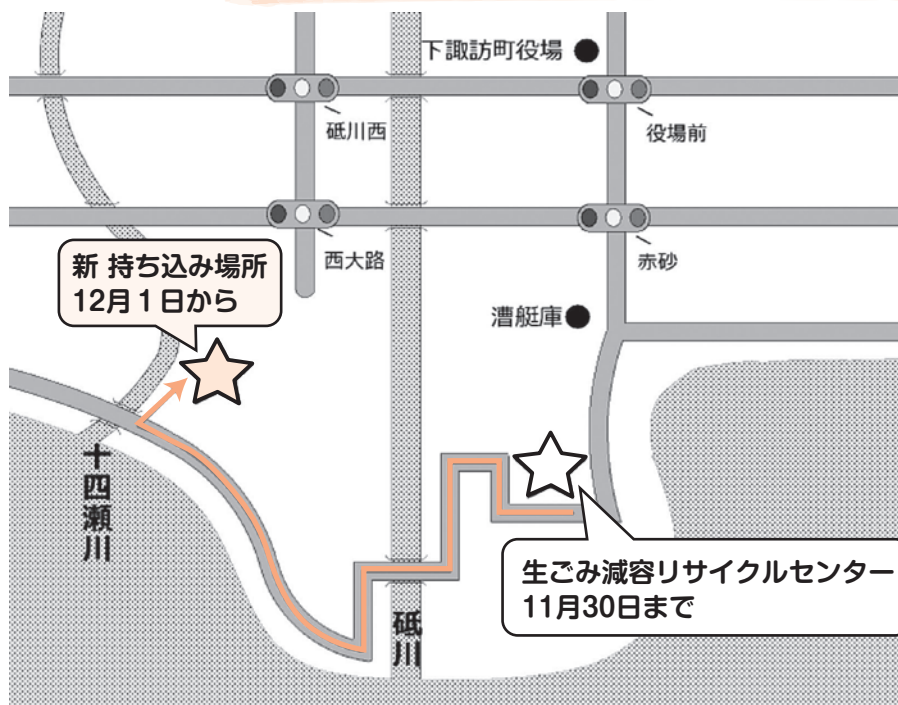 下諏訪町役場
砥川西
役場前
西大路
赤砂
新 持ち込み場所
12月1日から
漕艇庫
十四瀬川
生ごみ減容リサイクルセンター
11月30日まで
砥川